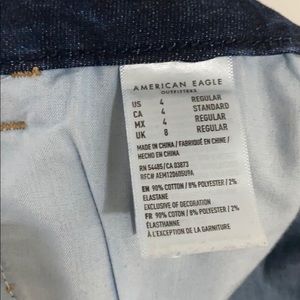 AMERICAN EAGLE
OUTFITTERS
US 4 REGULAR
CA 4 STANDARD
MX 4 REGULAR
UK 8 REGULAR
MADE IN CHINA / FABRIQUÉ EN CHINE /
HECHO EN CHINA
RN 54485/CA 03873
RFC# AEM120605UPA
EN 90% COTTON / 8% POLYESTER / 2%
ELASTANE
EXCLUSIVE OF DECORATION
FR 90% COTTON / 8% POLYESTER / 2%
ELASTANE
À L'EXCEPTION DE LA GARNITURE